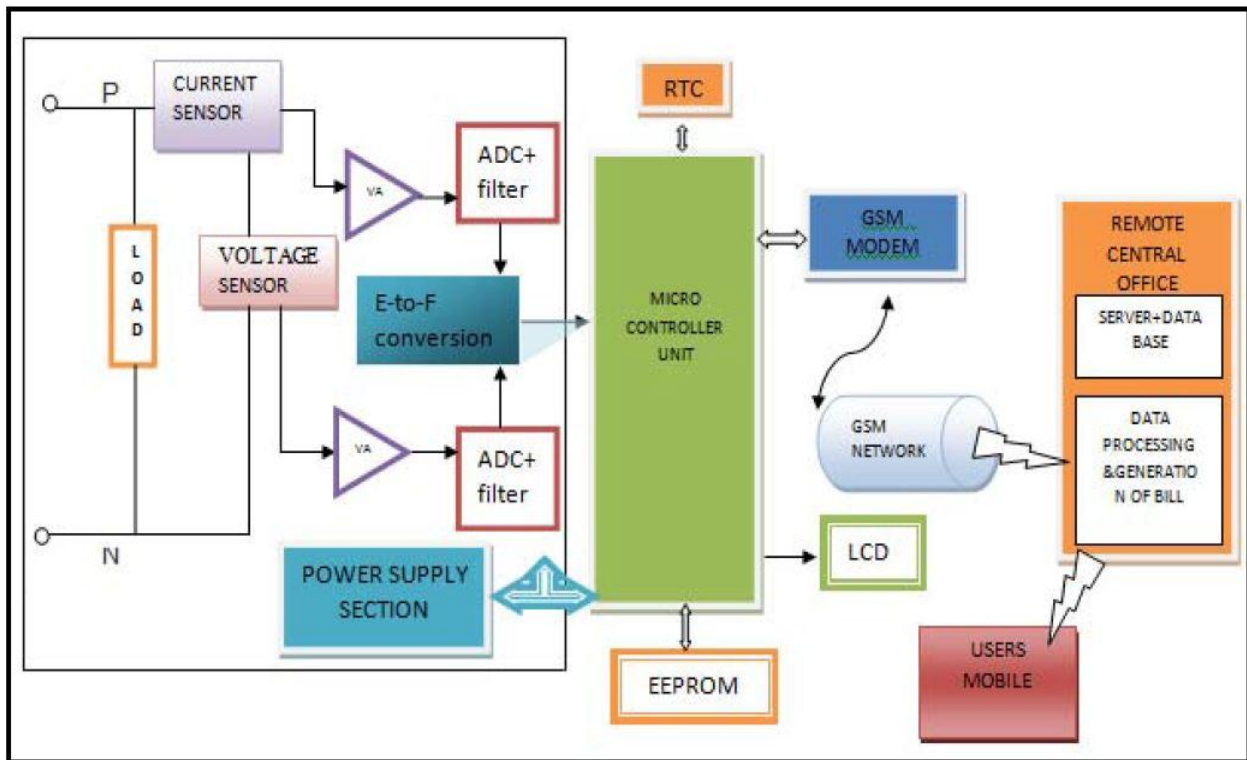 P
CURRENT
SENSOR
RTC
VA
ADC+
filter
GSM
MODEM
REMOTE
CENTRAL
OFFICE
L
O
A
D
VOLTAGE
SENSOR
E-to-F
conversion
MICRO
CONTROLLER
UNIT
SERVER+DATA
BASE
VA
ADC+
filter
GSM
NETWORK
DATA
PROCESSING
&GENERATIO
N OF BILL
N
POWER SUPPLY
SECTION
LCD
EEPROM
USERS
MOBILE